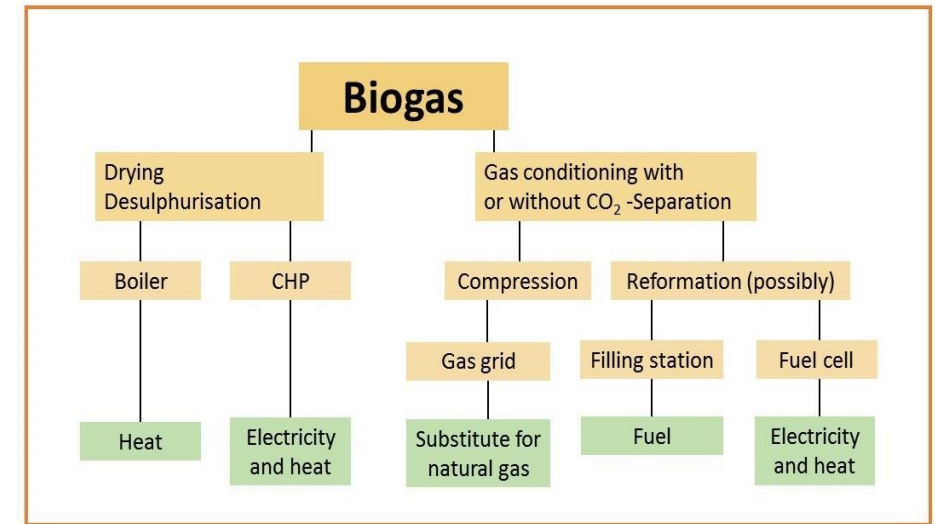 Biogas
Drying
Desulphurisation
Gas conditioning with
or without CO₂ -Separation
Boiler
CHP
Compression
Reformation (possibly)
Gas grid
Filling station
Fuel cell
Heat
Electricity
and heat
Substitute for
natural gas
Fuel
Electricity
and heat